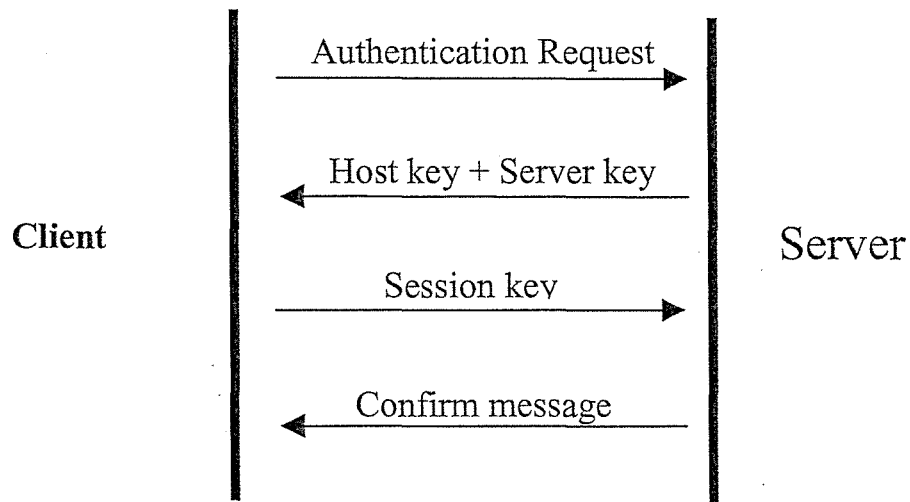 Authentication Request
Host key + Server key
Client
Server
Session key
Confirm message